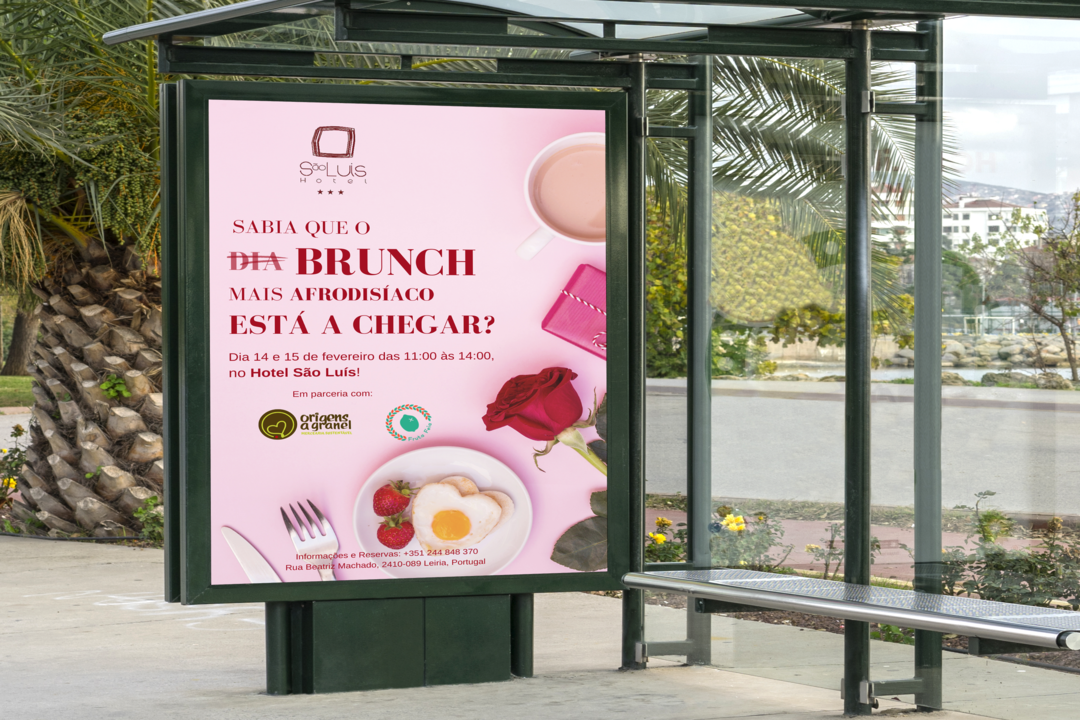 SãoLuis
Hotel
SABIA QUE O
DIA BRUNCH
MAIS AFRODISÍACO
ESTÁ A CHEGAR?
Dia 14 e 15 de fevereiro das 11:00 às 14:00,
no Hotel São Luís!
Em parceria com:
origens
a granel
Informações e Reservas: +351 244 848 370
Rua Beatriz Machado, 2410-089 Leiria, Portugal